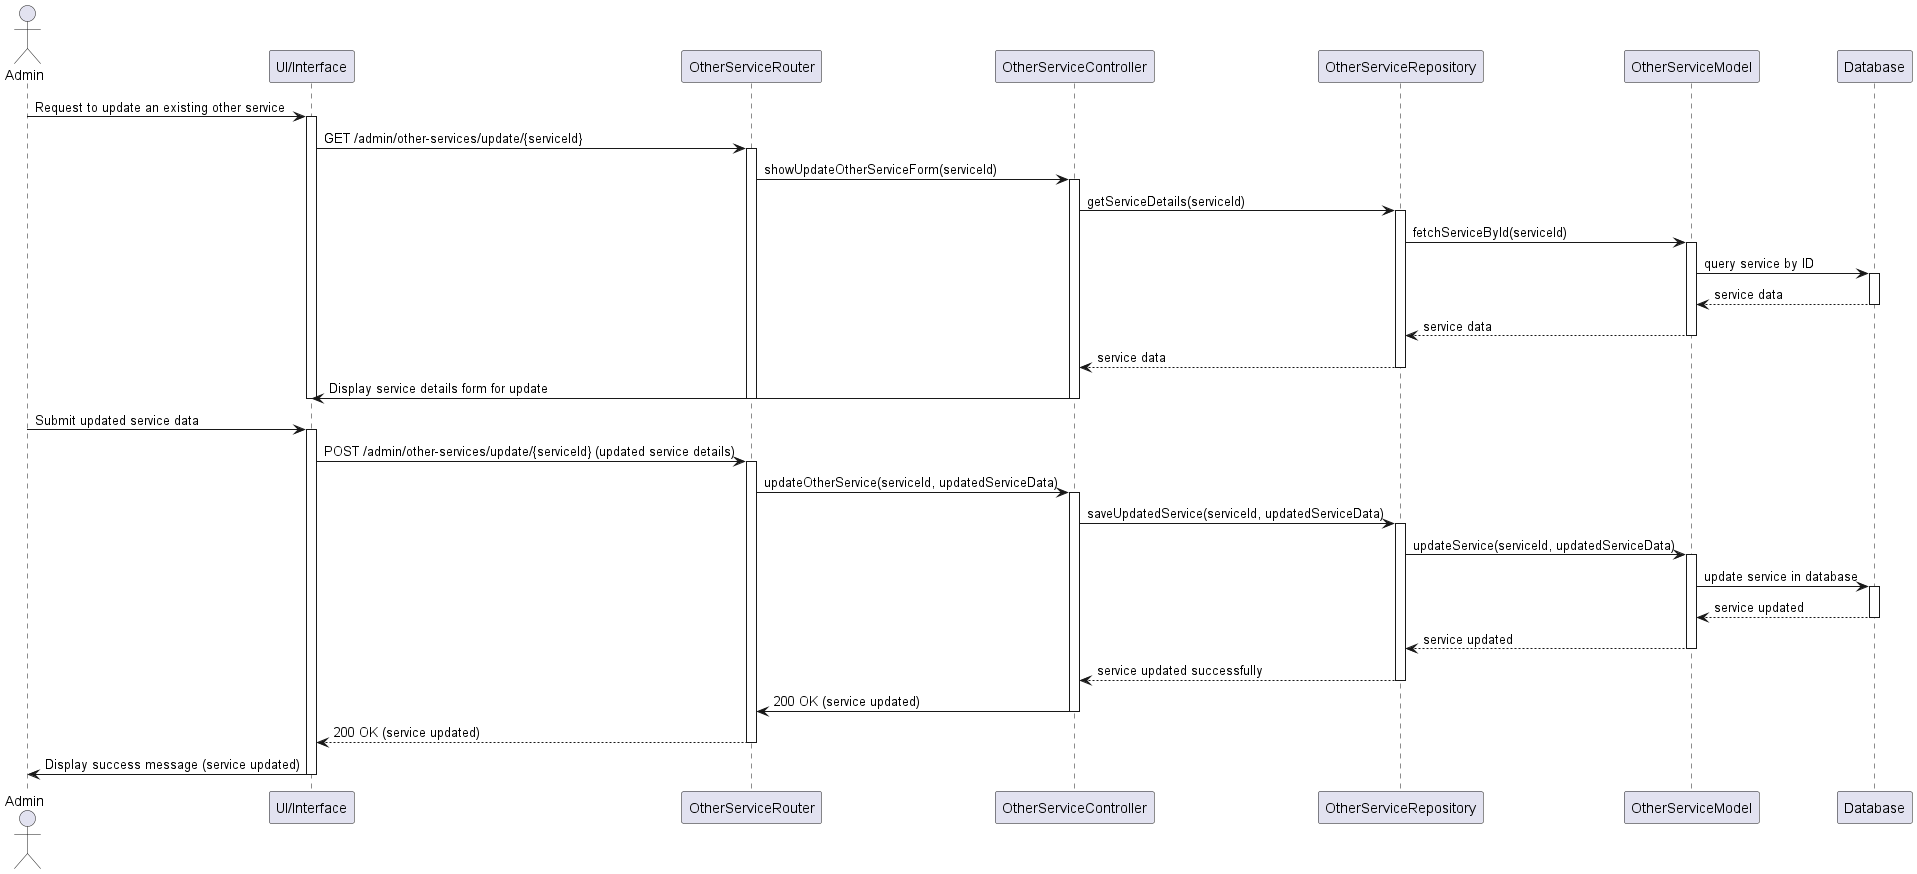 Admin
UI/Interface
OtherServiceRouter
OtherServiceController
OtherServiceRepository
OtherServiceModel
Database
Request to update an existing other service
GET /admin/other-services/update/{serviceId}
showUpdateOtherServiceForm(serviceId)
getServiceDetails(serviceId)
fetchServiceById(serviceId)
query service by ID
service data
service data
service data
Display service details form for update
Submit updated service data
POST /admin/other-services/update/{serviceId} (updated service details)
updateOtherService(serviceId, updatedServiceData)
saveUpdatedService(serviceId, updatedServiceData)
updateService(serviceId, updatedServiceData)
update service in database
service updated
service updated
service updated successfully
200 OK (service updated)
200 OK (service updated)
Display success message (service updated)
Admin
UI/Interface
OtherServiceRouter
OtherServiceController
OtherServiceRepository
OtherServiceModel
Database